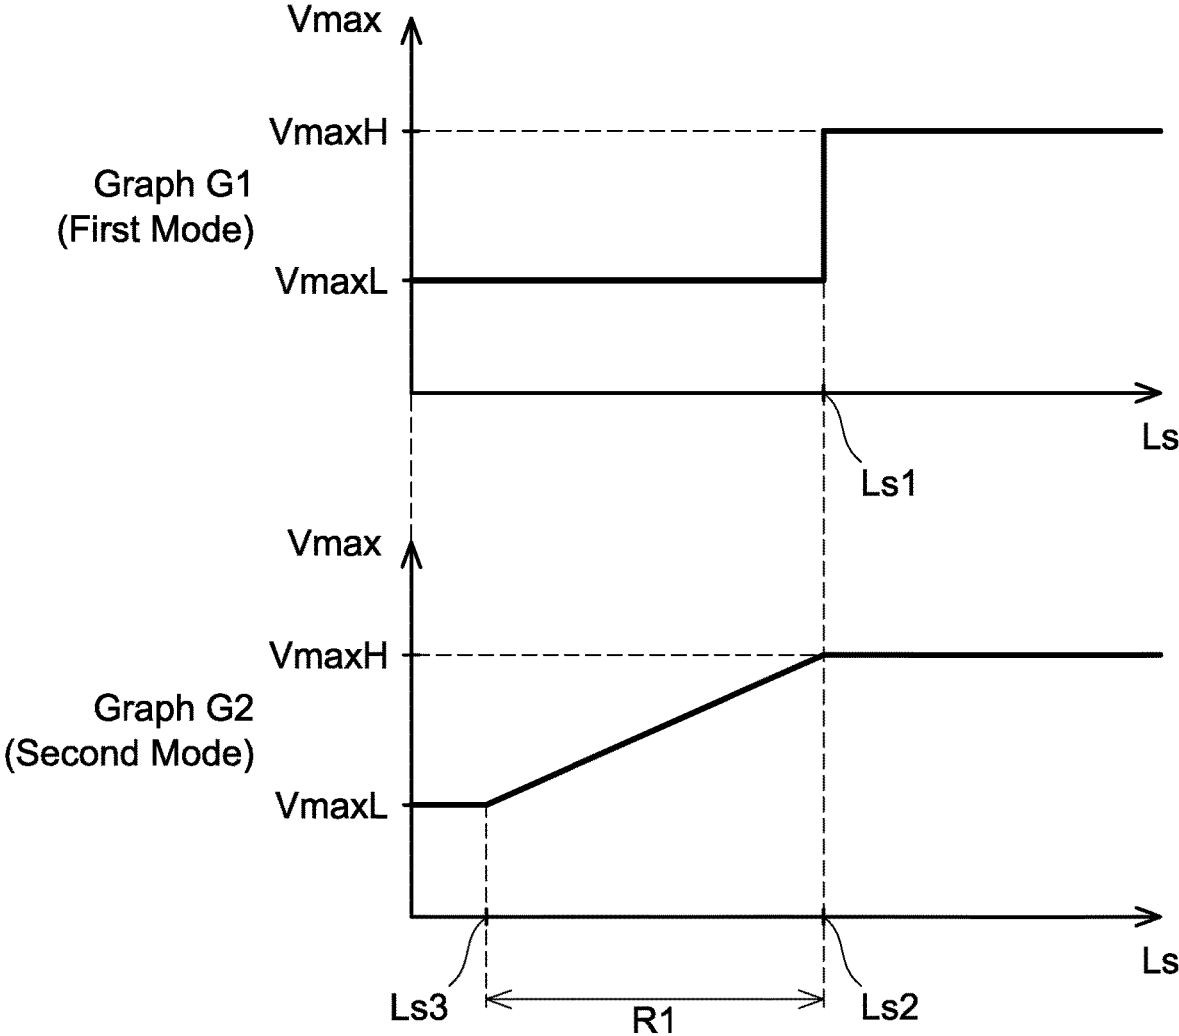 Vmax
VmaxH
Graph G1
(First Mode)
VmaxL
Ls
Ls1
Vmax
VmaxH
Graph G2
(Second Mode)
VmaxL
Ls
Ls3
R1
Ls2